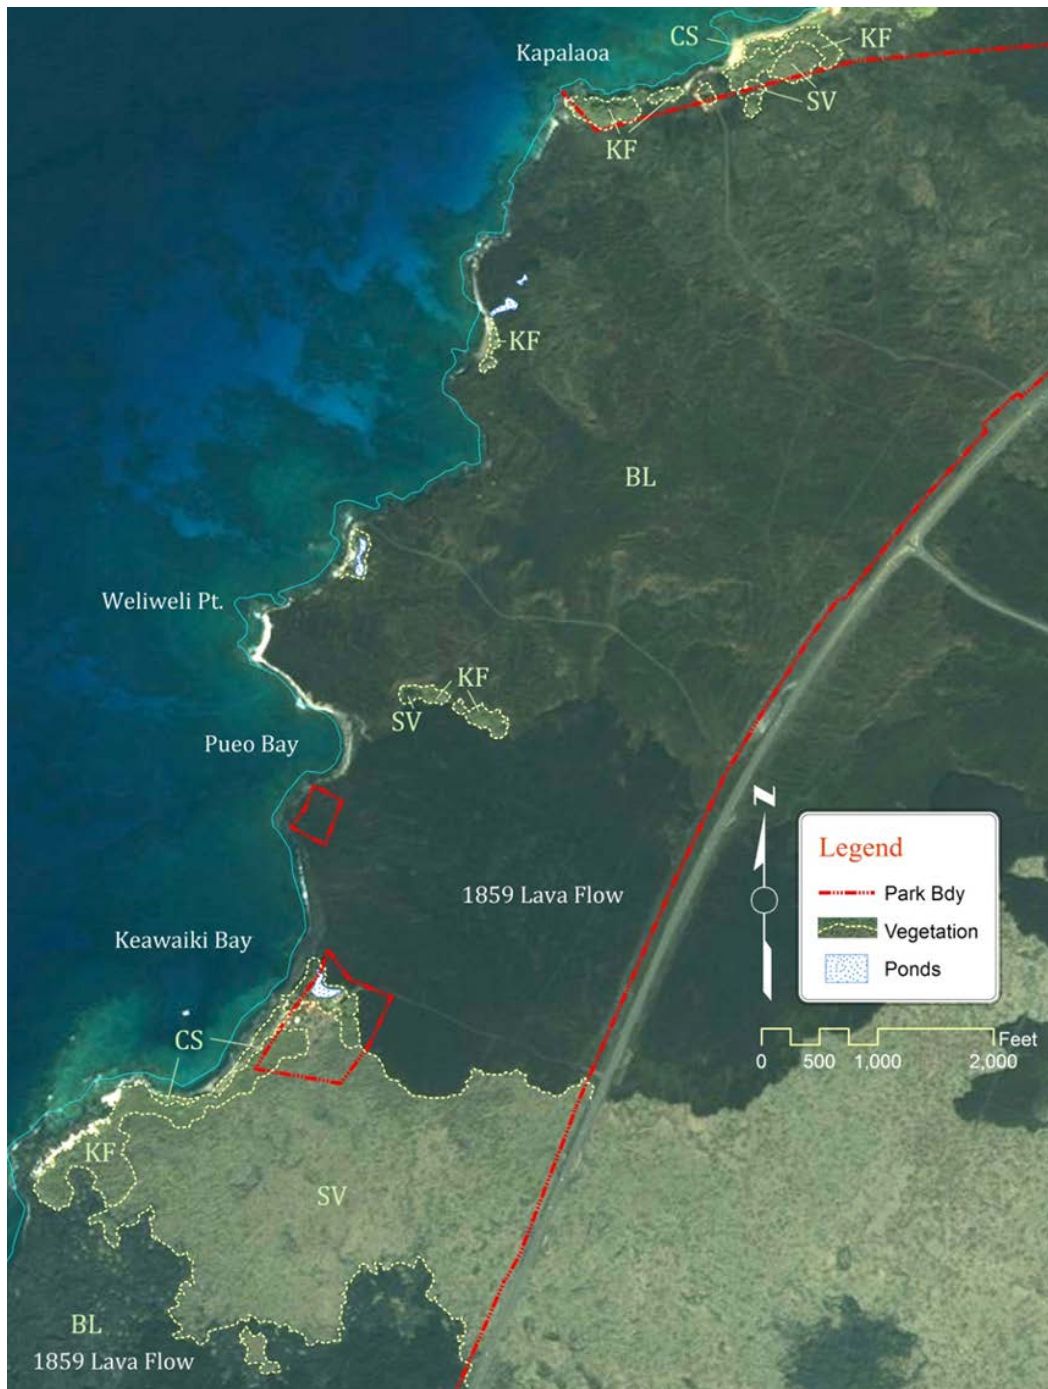 CS
KF
Kapalaoa
SV
KF
KF
BL
Weliweli Pt.
KF
SV
Pueo Bay
N
Legend
Park Bdy
Vegetation
Ponds
1859 Lava Flow
Keawaiki Bay
CS
Feet
0 500 1,000 2,000
KF
SV
BL
1859 Lava Flow